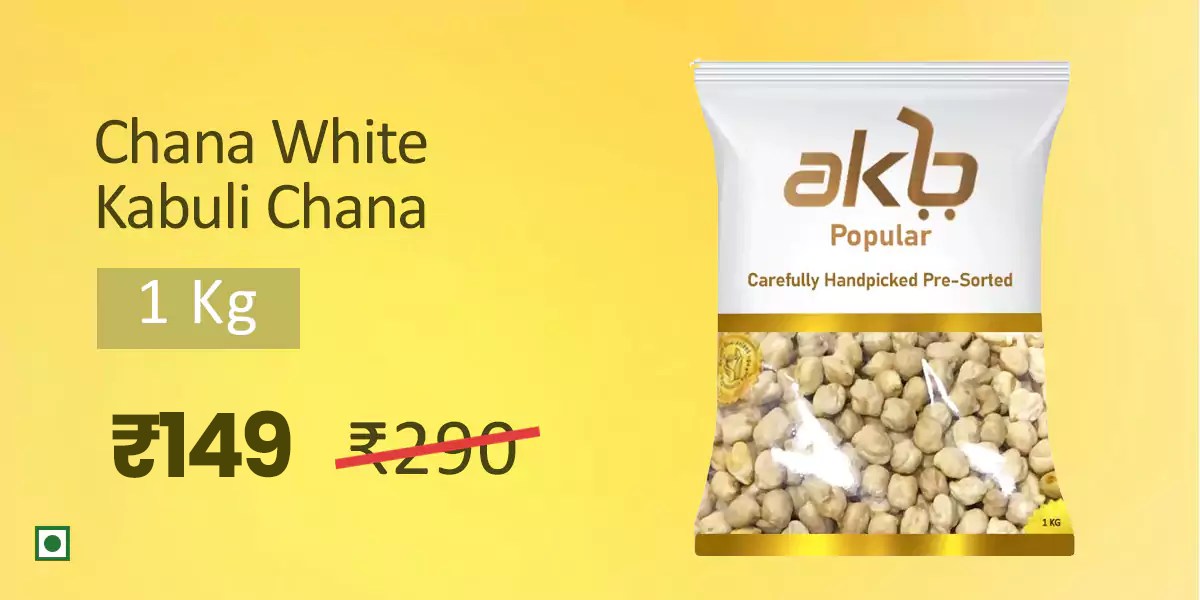 Chana White
Kabuli Chana
1 Kg
₹149 ₹290
akb
Popular
Carefully Handpicked Pre-Sorted
1 KG